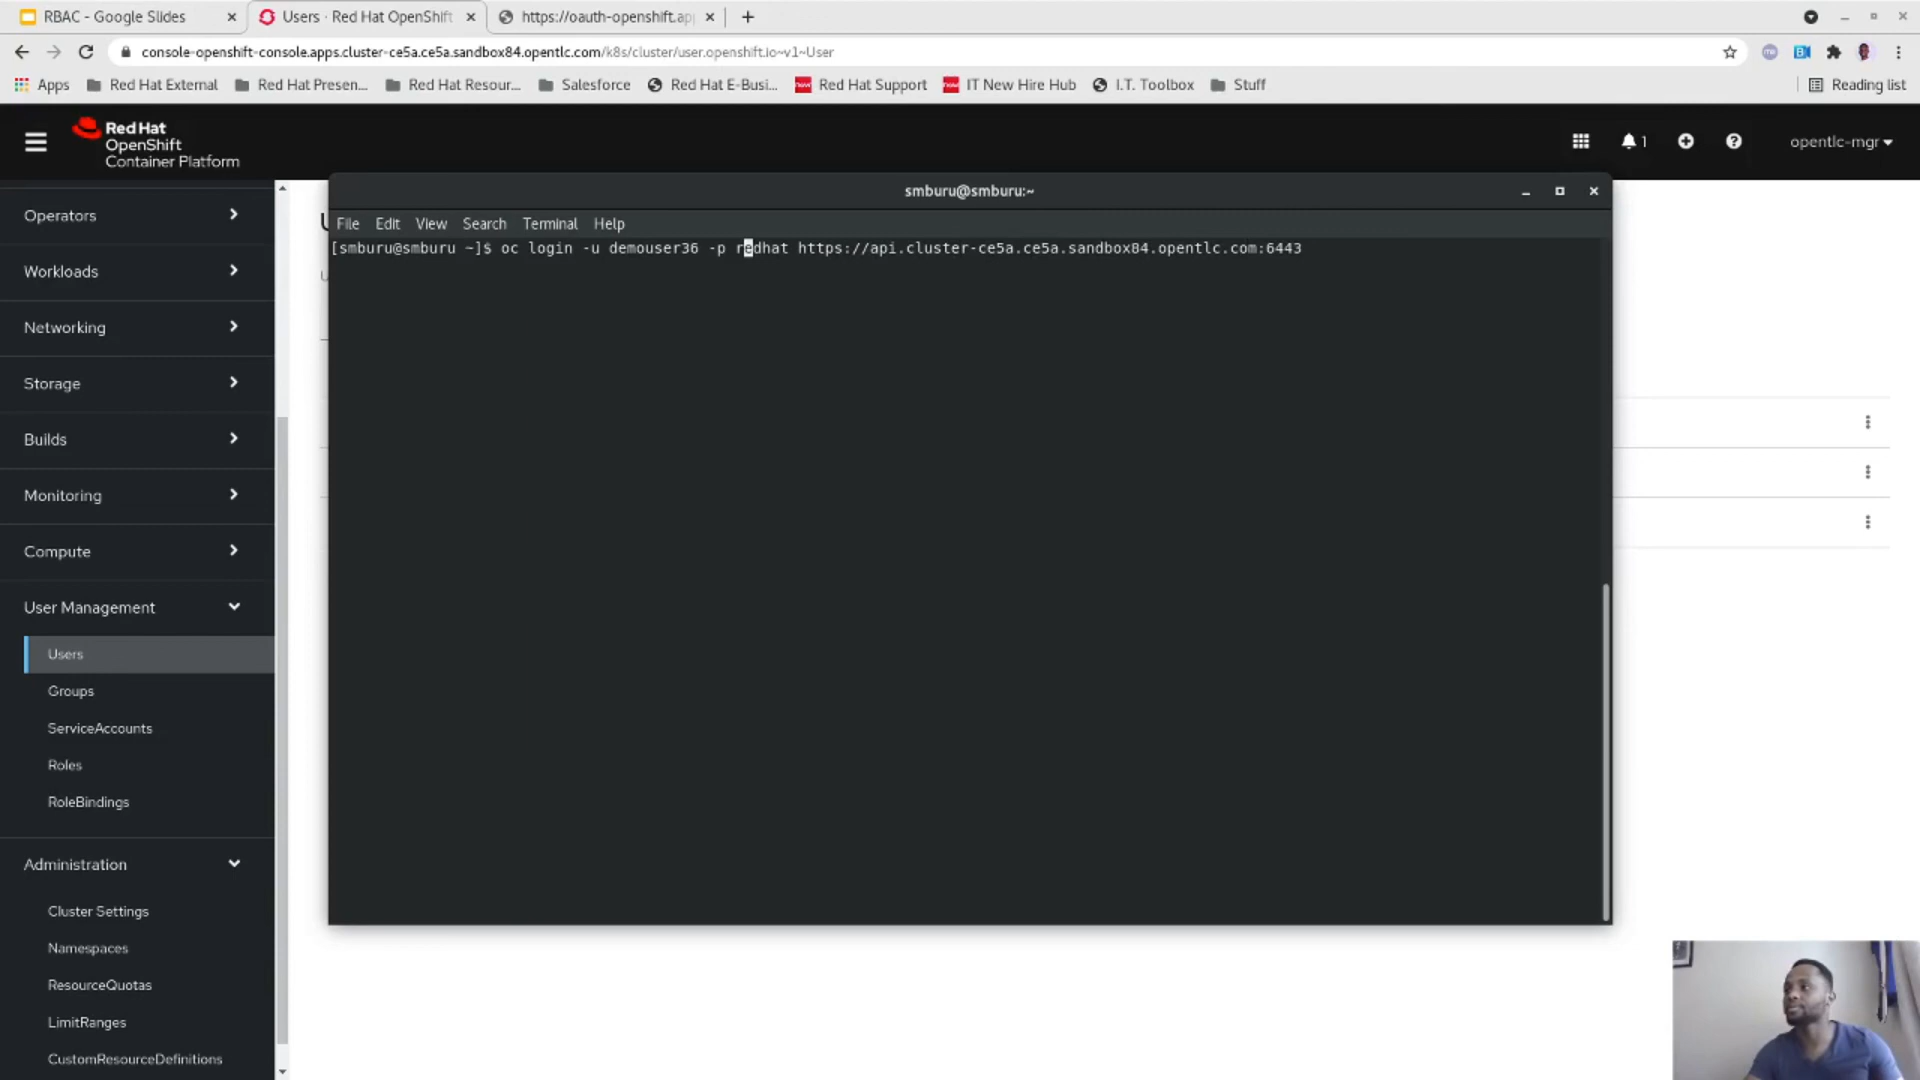 RBAC - Google Slides
Users · Red Hat OpenShift
https://oauth-openshift.ap
console-openshift-console.apps.cluster-ce5a.ce5a.sandbox84.opentlc.com/k8s/cluster/user.openshift.io~v1~User
Apps
Red Hat External
Red Hat Presen...
Red Hat Resour...
Salesforce
Red Hat E-Busi...
Red Hat Support
IT New Hire Hub
I.T. Toolbox
Stuff
Reading list
Red Hat
OpenShift
Container Platform
1
opentlc-mgr
Operators
Workloads
Networking
Storage
Builds
Monitoring
Compute
User Management
Users
Groups
ServiceAccounts
Roles
RoleBindings
Administration
Cluster Settings
Namespaces
ResourceQuotas
LimitRanges
CustomResourceDefinitions
smburu@smburu:~
File Edit View Search Terminal Help
[smburu@smburu ~]$ oc login -u demouser36 -p redhat https://api.cluster-ce5a.ce5a.sandbox84.opentlc.com:6443